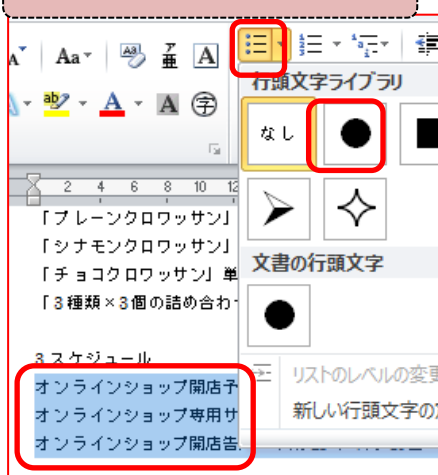 Aa
ア
亜
A
ab
A
A
字
行頭文字ライブラリ
なし
2 4 6 8 10 12
「プレーンクロワッサン」
「シナモンクロワッサン」
「チョコクロワッサン」単
「3種類×3個の詰め合わせ
文書の行頭文字
3.スケジュール
オンラインショップ開店予
オンラインショップ専用サ
オンラインショップ開店告
リストのレベルの変更
新しい行頭文字の定